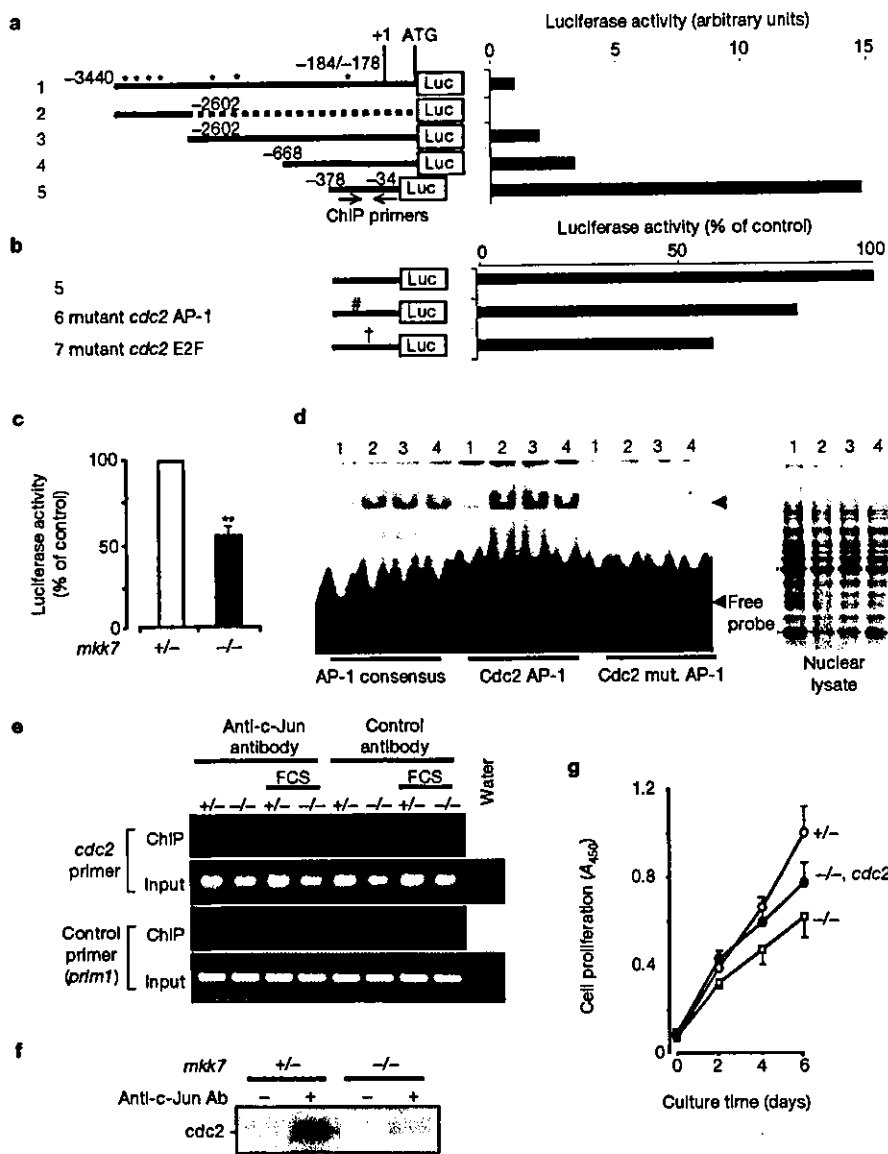 a
Luciferase activity (arbitrary units)
0 5 10 15
+1 ATG
−184/−178
−3440 * * * * * * *
1 Luc
−2602
2 Luc
−2602
3 Luc
−668
4 Luc
−378 −34
5 Luc
ChIP primers
b
Luciferase activity (% of control)
0 50 100
5 Luc
#
6 mutant cdc2 AP-1 Luc
†
7 mutant cdc2 E2F Luc
c
Luciferase activity
(% of control)
100
50
0
**
mkk7 +/− −/−
d
1 2 3 4 1 2 3 4 1 2 3 4 1 2 3 4
Free
probe
AP-1 consensus Cdc2 AP-1 Cdc2 mut. AP-1
Nuclear
lysate
e
Anti-c-Jun
antibody
Control
antibody
Water
FCS FCS
+/− −/− +/− −/− +/− −/− +/− −/−
cdc2
primer
ChIP
Input
Control
primer
(prim1)
ChIP
Input
f
mkk7 +/− −/−
Anti-c-Jun Ab − + − +
cdc2
g
Cell proliferation (A450)
1.2
0.8
0.4
0
+/−
−/−, cdc2
−/−
0 2 4 6
Culture time (days)